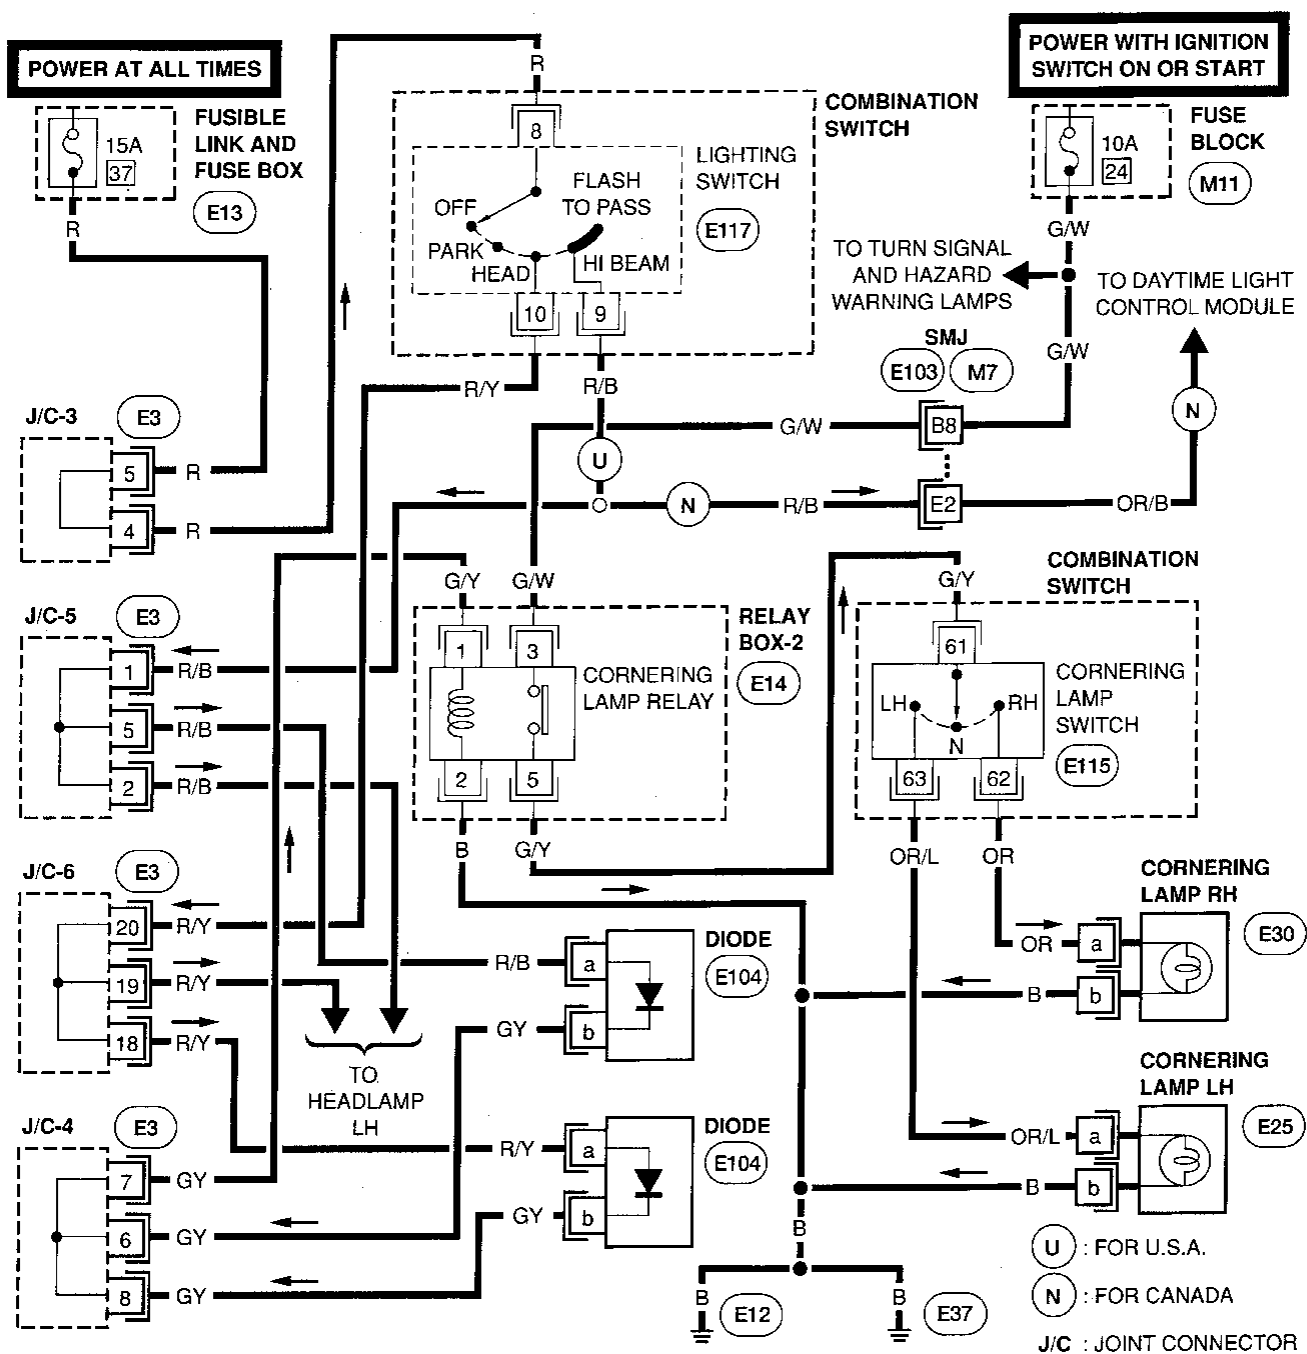 POWER AT ALL TIMES
POWER WITH IGNITION
SWITCH ON OR START
FUSIBLE
LINK AND
FUSE BOX
15A
37
E13
R
R
COMBINATION
SWITCH
8
LIGHTING
SWITCH
E117
FLASH
TO PASS
OFF
PARK
HEAD
HI BEAM
10
9
FUSE
BLOCK
10A
24
M11
G/W
TO TURN SIGNAL
AND HAZARD
WARNING LAMPS
TO DAYTIME LIGHT
CONTROL MODULE
G/W
SMJ
E103
M7
R/Y
R/B
N
J/C-3
E3
5
R
4
R
G/W
B8
U
N
R/B
E2
OR/B
G/Y
G/W
G/Y
COMBINATION
SWITCH
J/C-5
E3
1
R/B
5
R/B
2
R/B
RELAY
BOX-2
E14
1
3
CORNERING
LAMP RELAY
2
5
B
G/Y
61
CORNERING
LAMP
SWITCH
E115
LH
RH
N
63
62
OR/L
OR
J/C-6
E3
20
R/Y
19
R/Y
18
R/Y
TO
HEADLAMP
LH
CORNERING
LAMP RH
E30
OR
a
B
b
DIODE
E104
R/B
a
GY
b
CORNERING
LAMP LH
E25
OR/L
a
B
b
DIODE
E104
R/Y
a
GY
b
J/C-4
E3
7
GY
6
GY
8
GY
B
B
E12
B
E37
U : FOR U.S.A.
N : FOR CANADA
J/C : JOINT CONNECTOR